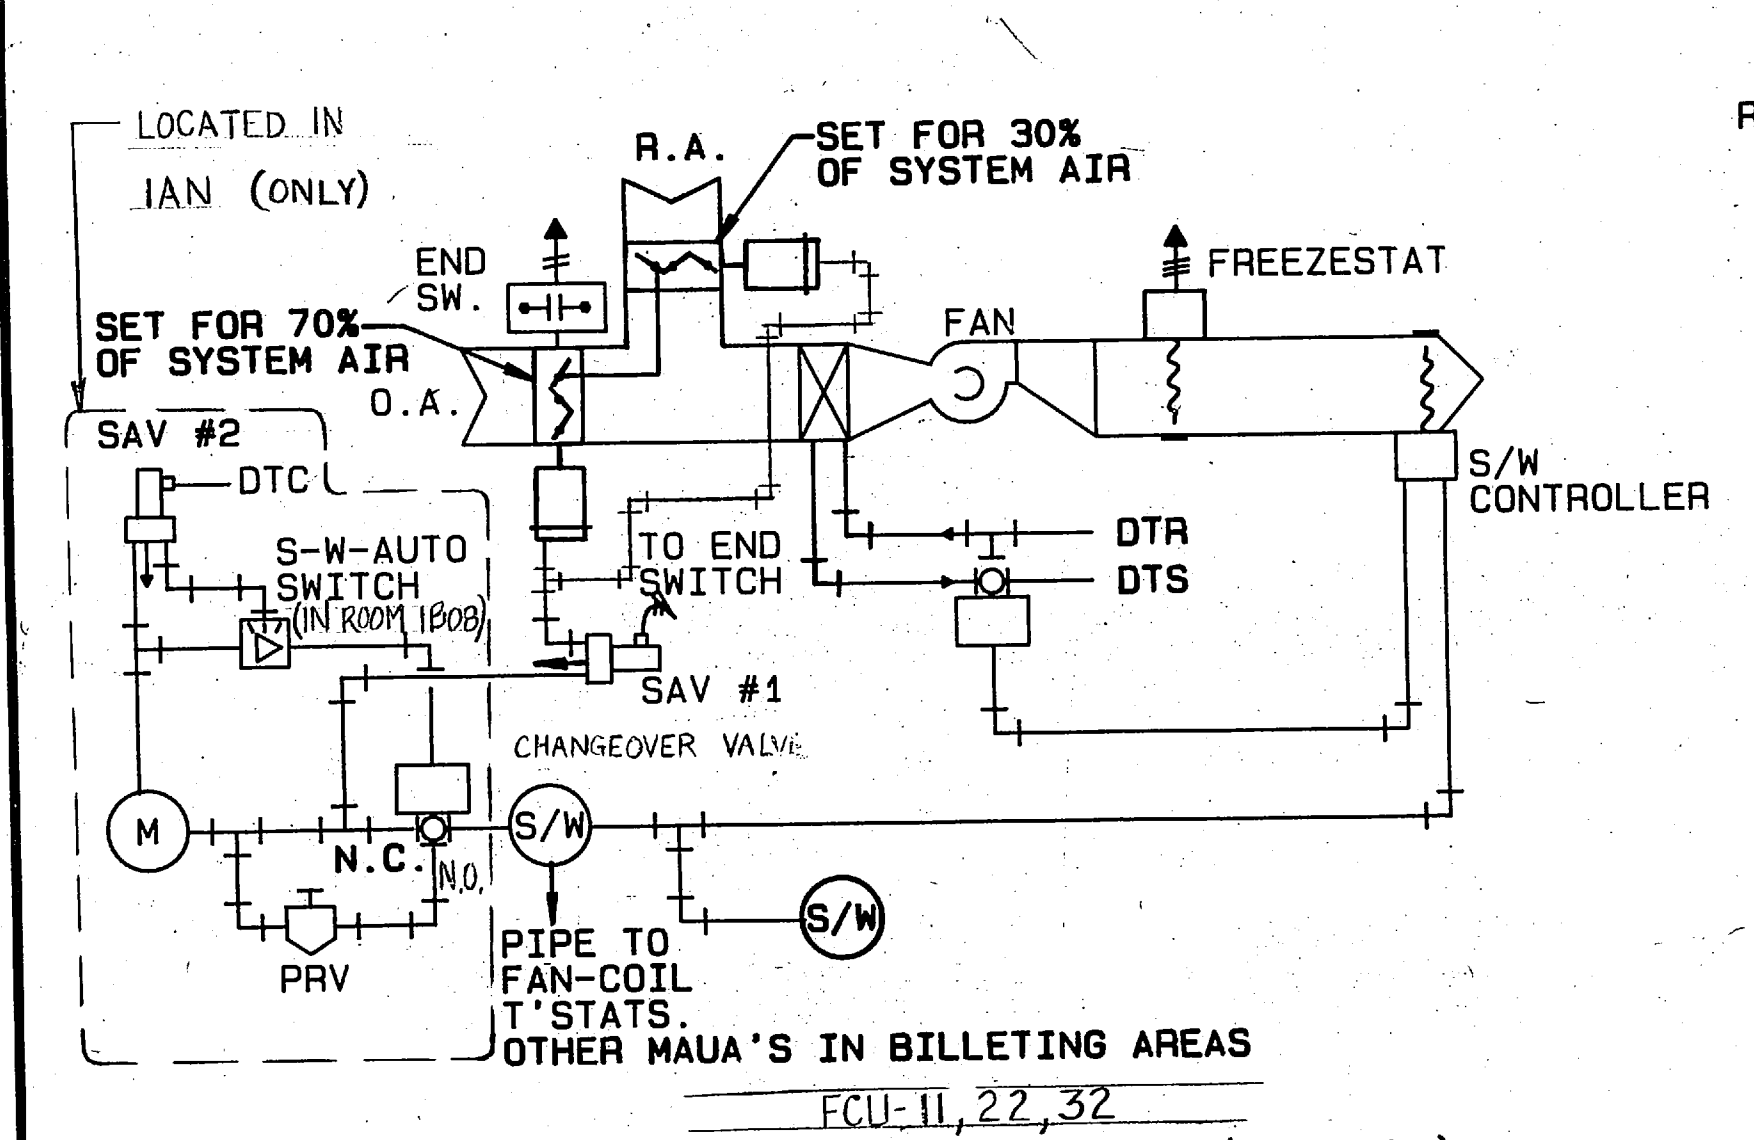 LOCATED IN
IAN (ONLY)
R.A.
SET FOR 30%
OF SYSTEM AIR
R
END
SW.
FREEZESTAT
SET FOR 70%
OF SYSTEM AIR
O.A.
FAN
SAV #2
DTC
S/W
CONTROLLER
S-W-AUTO
SWITCH
(IN ROOM 1B08)
TO END
SWITCH
DTR
DTS
SAV #1
CHANGEOVER VALVE
M
N.C.
N.O.
S/W
S/W
PRV
PIPE TO
FAN-COIL
T'STATS.
OTHER MAUA'S IN BILLETING AREAS
FCU-11,22,32